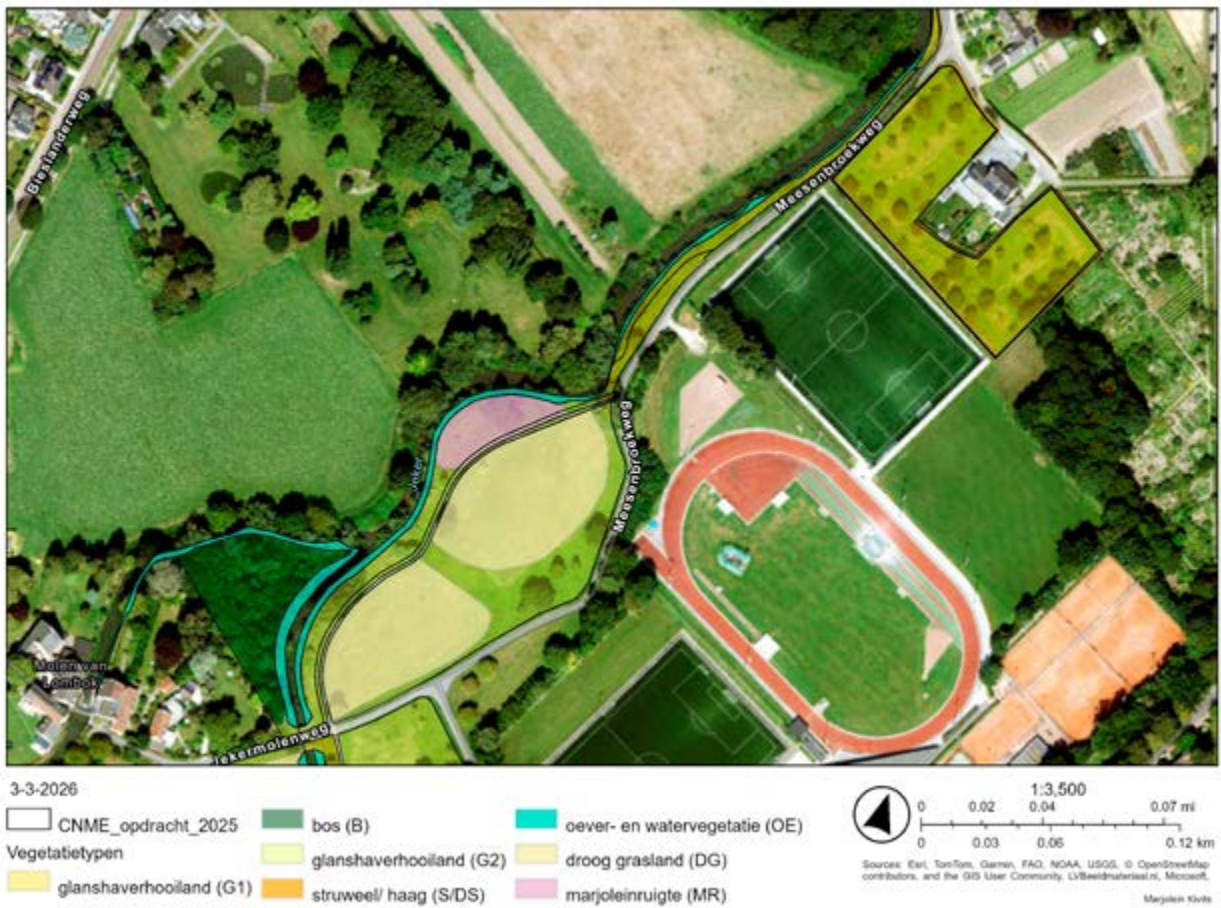 Bieslanderweg
Meesenbroekweg
Meesenbroekweg
Jeker
Molen van
Lombok
Jekermolenweg
3-3-2026
CNME_opdracht_2025
Vegetatietypen
glanshaverhooiland (G1)
bos (B)
glanshaverhooiland (G2)
struweel/ haag (S/DS)
oever- en watervegetatie (OE)
droog grasland (DG)
marjoleinruigte (MR)
1:3,500
0 0.02 0.04 0.07 mi
0 0.03 0.06 0.12 km
Sources: Esri, TomTom, Garmin, FAO, NOAA, USGS, © OpenStreetMap
contributors, and the GIS User Community, LVBeeldmateriaal.nl, Microsoft,
Marjolein Kivits